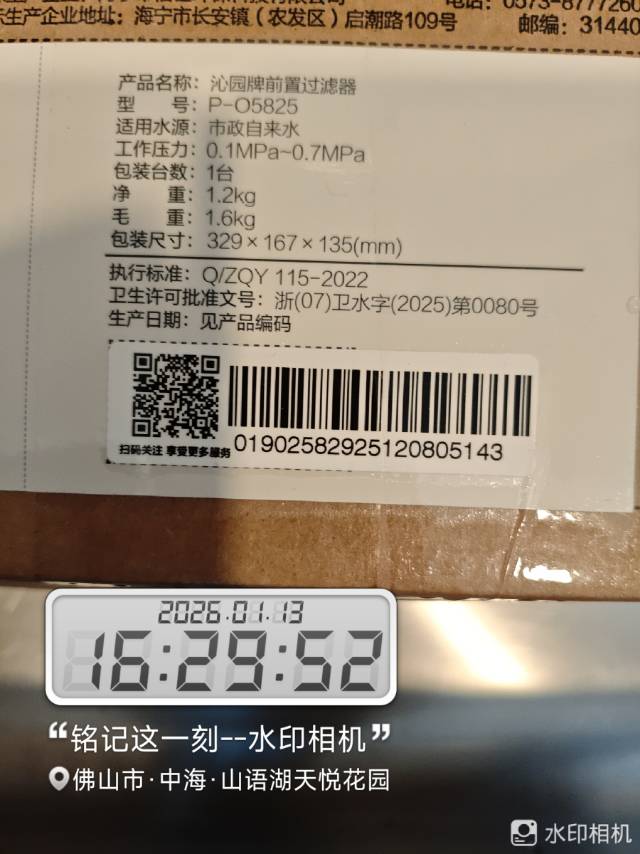 生产企业地址：海宁市长安镇（农发区）启潮路109号
邮编：31440
产品名称：沁园牌前置过滤器
型 号：P-O5825
适用水源：市政自来水
工作压力：0.1MPa~0.7MPa
包装台数：1台
净 重：1.2kg
毛 重：1.6kg
包装尺寸：329×167×135(mm)
执行标准：Q/ZQY 115-2022
卫生许可批准文号：浙(07)卫水字(2025)第0080号
生产日期：见产品编码
扫码关注 享受更多服务
01902582925120805143
2026.01.13
16:29:52
“铭记这一刻--水印相机”
佛山市·中海·山语湖天悦花园
水印相机